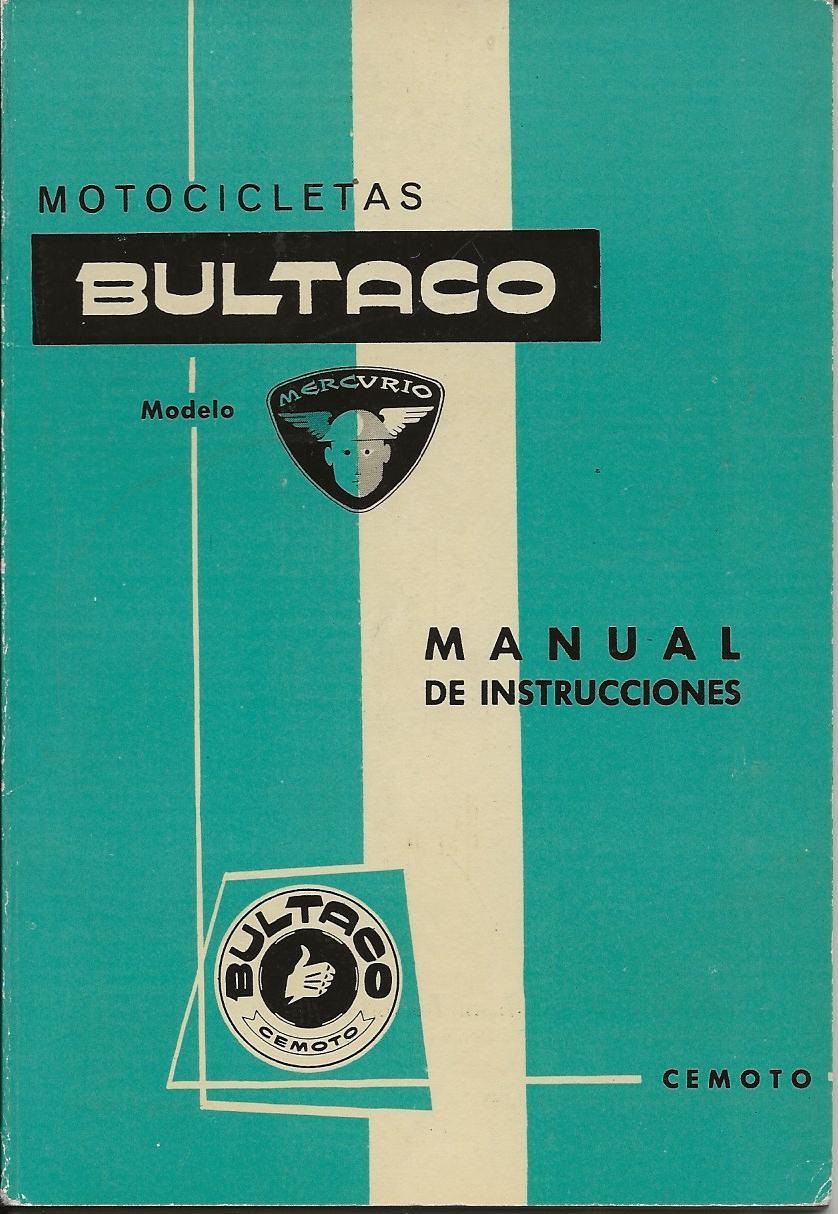 MOTOCICLETAS
BULTACO
Modelo
MERCVRIO
MANUAL
DE INSTRUCCIONES
BULTACO
CEMOTO
CEMOTO